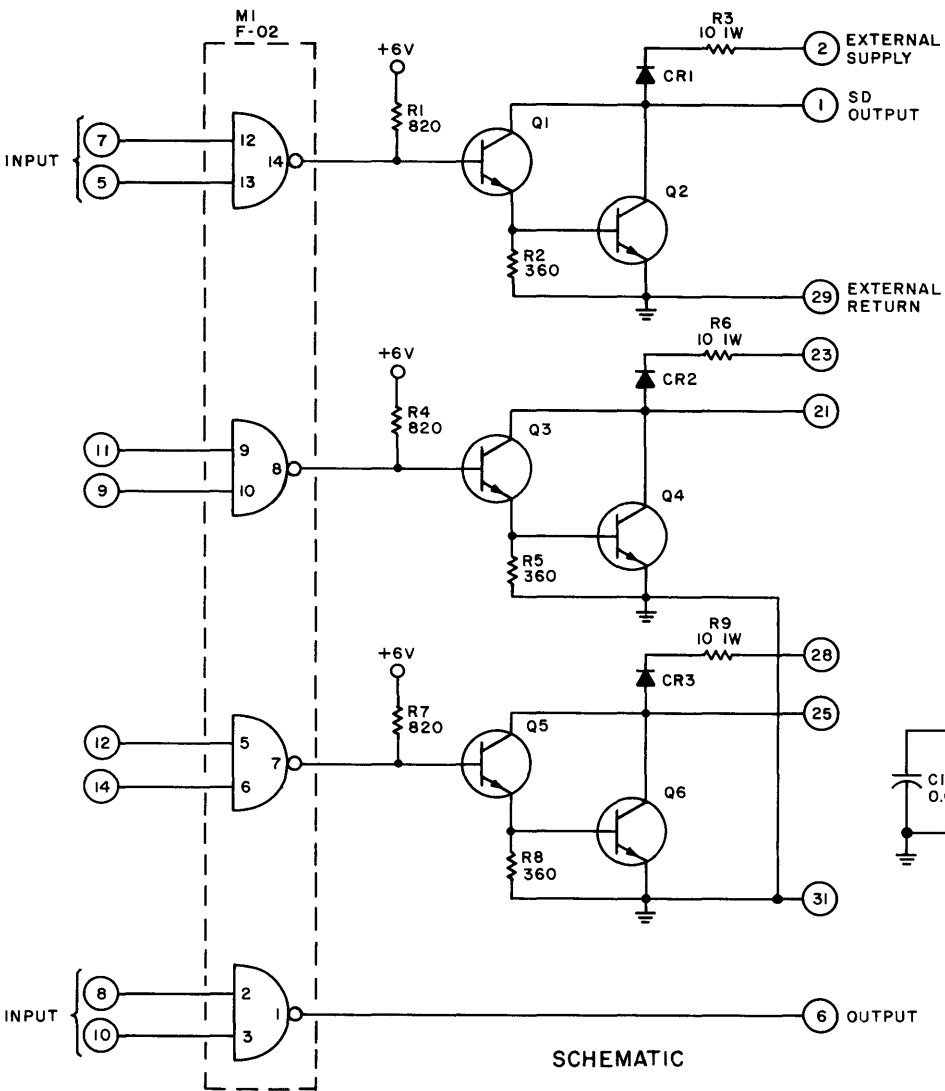 M1
F-02
+6V
R1
820
Q1
R3
10 1W
2
EXTERNAL
SUPPLY
CR1
1
SD
OUTPUT
INPUT
7
5
12
13
14
Q2
R2
360
29
EXTERNAL
RETURN
+6V
R4
820
Q3
R6
10 1W
23
CR2
21
11
9
9
10
8
Q4
R5
360
+6V
R7
820
Q5
R9
10 1W
28
CR3
25
12
14
5
6
7
Q6
R8
360
31
C1
INPUT
8
10
2
3
1
6
OUTPUT
SCHEMATIC